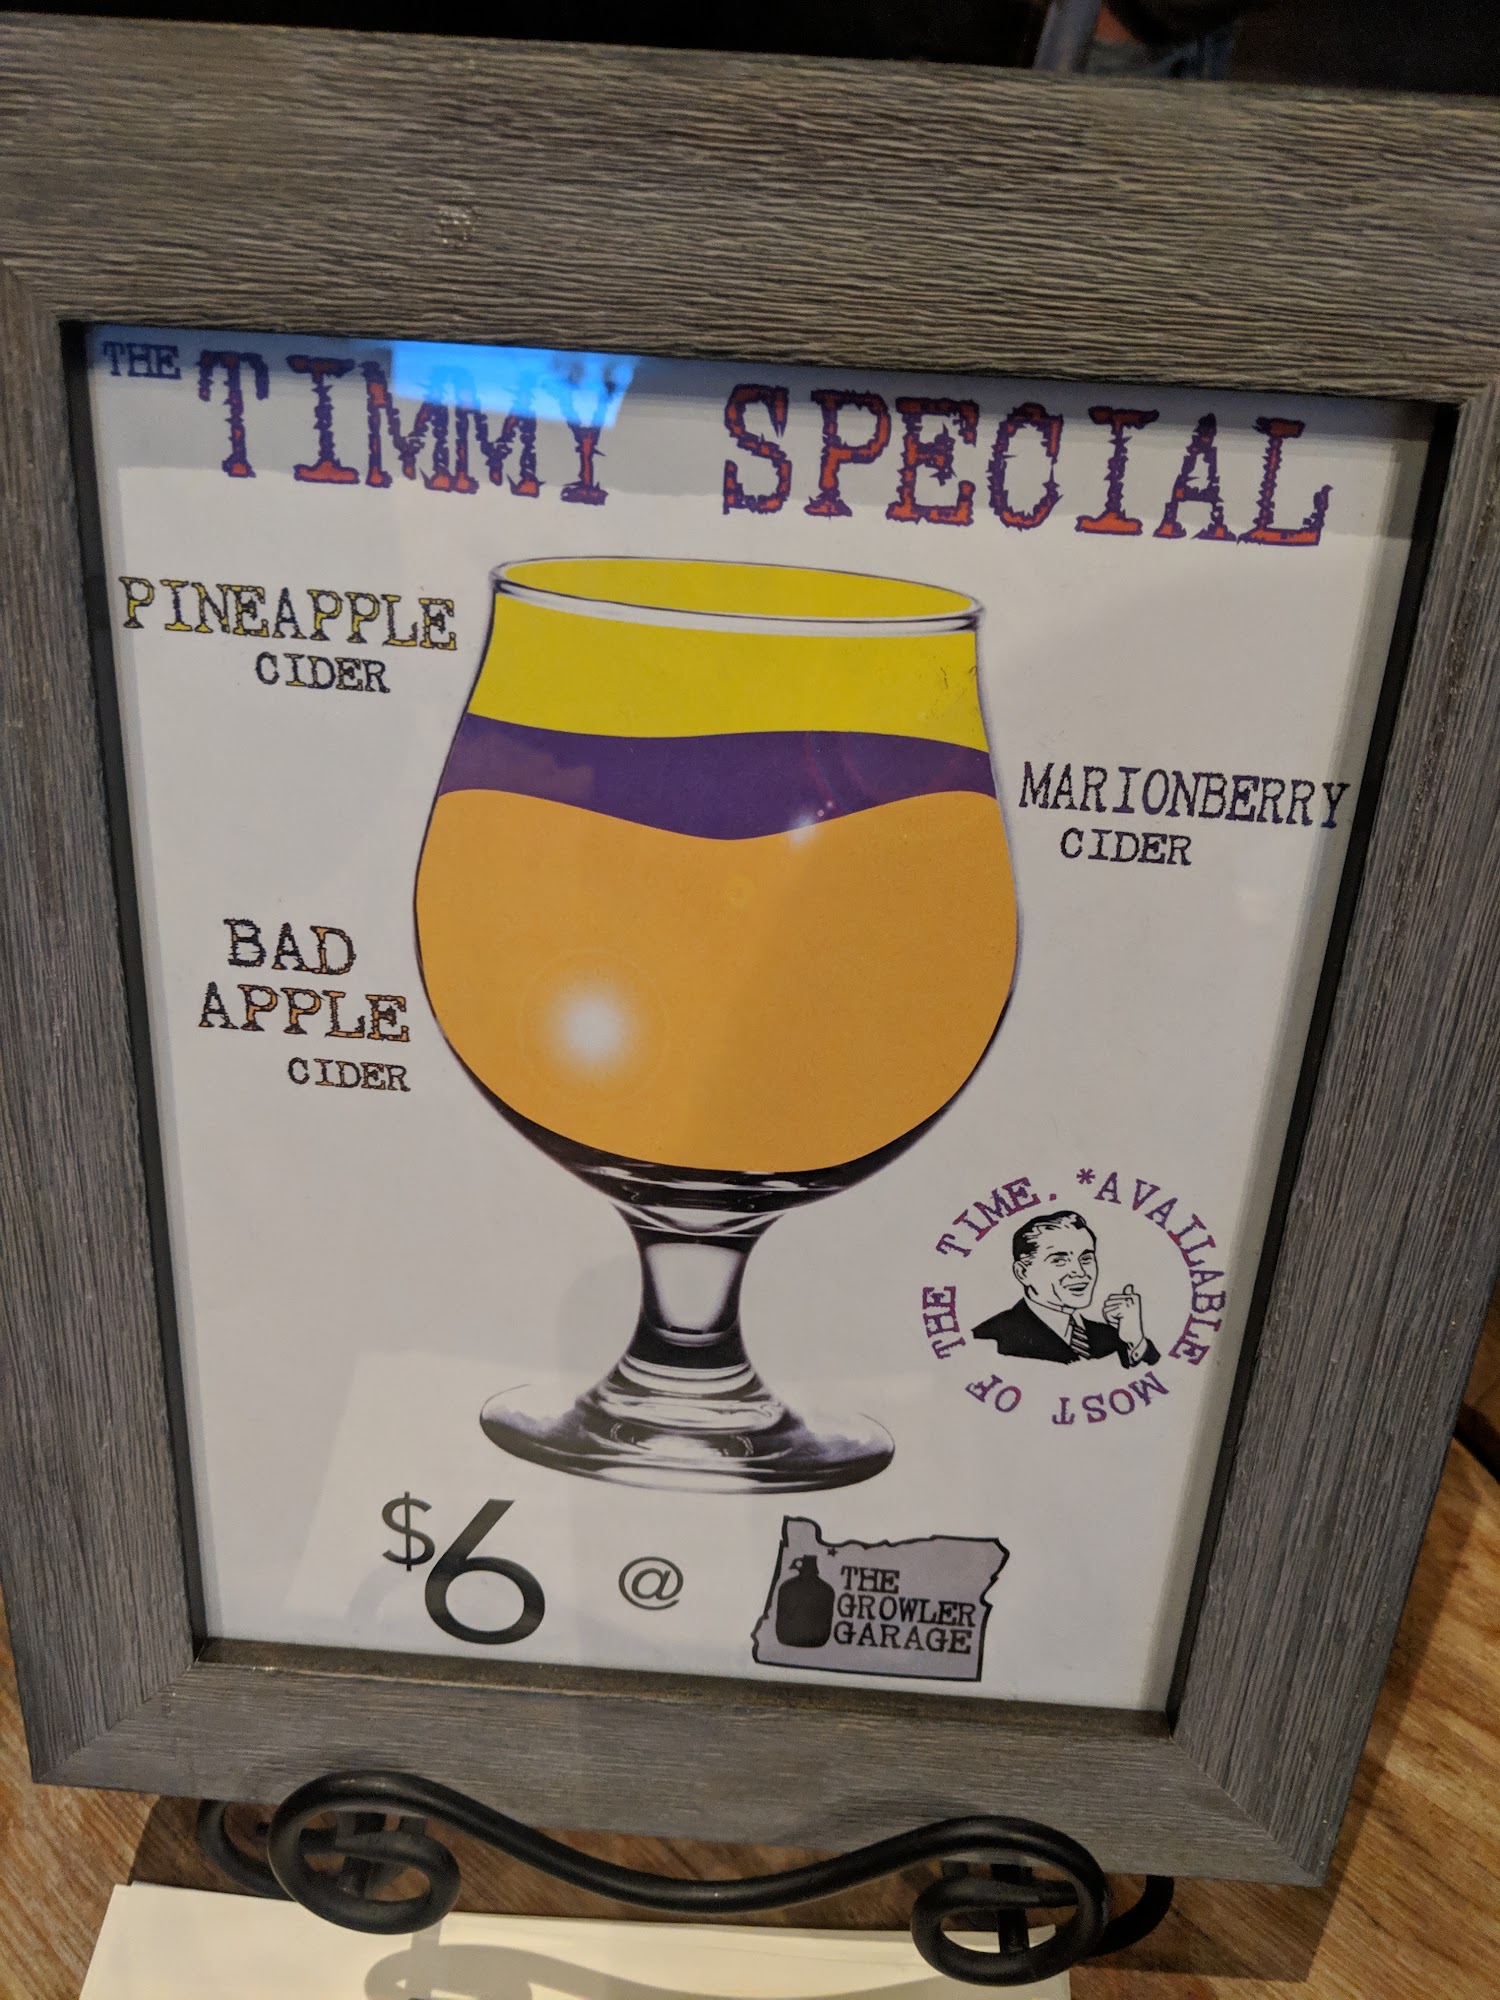 THE TIMMY SPECIAL
PINEAPPLE
CIDER
MARIONBERRY
CIDER
BAD
APPLE
CIDER
*AVAILABLE MOST OF THE TIME.
$6 @
THE
GROWLER
GARAGE